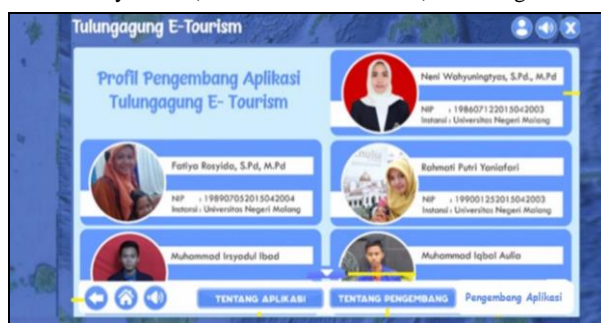 Tulungagung E-Tourism
Profil Pengembang Aplikasi
Tulungagung E- Tourism
Neni Wahyuningtyas, S.Pd., M.Pd
NIP : 198607122015042003
Instansi : Universitas Negeri Malang
Fatiya Rosyida, S.Pd, M.Pd
NIP : 198907052015042004
Instansi : Universitas Negeri Malang
Rahmati Putri Yaniafari
NIP : 199001252015042003
Instansi : Universitas Negeri Malang
Muhammad Irsyadul Ibad
Muhammad Iqbal Aulia
TENTANG APLIKASI
TENTANG PENGEMBANG
Pengembang Aplikasi